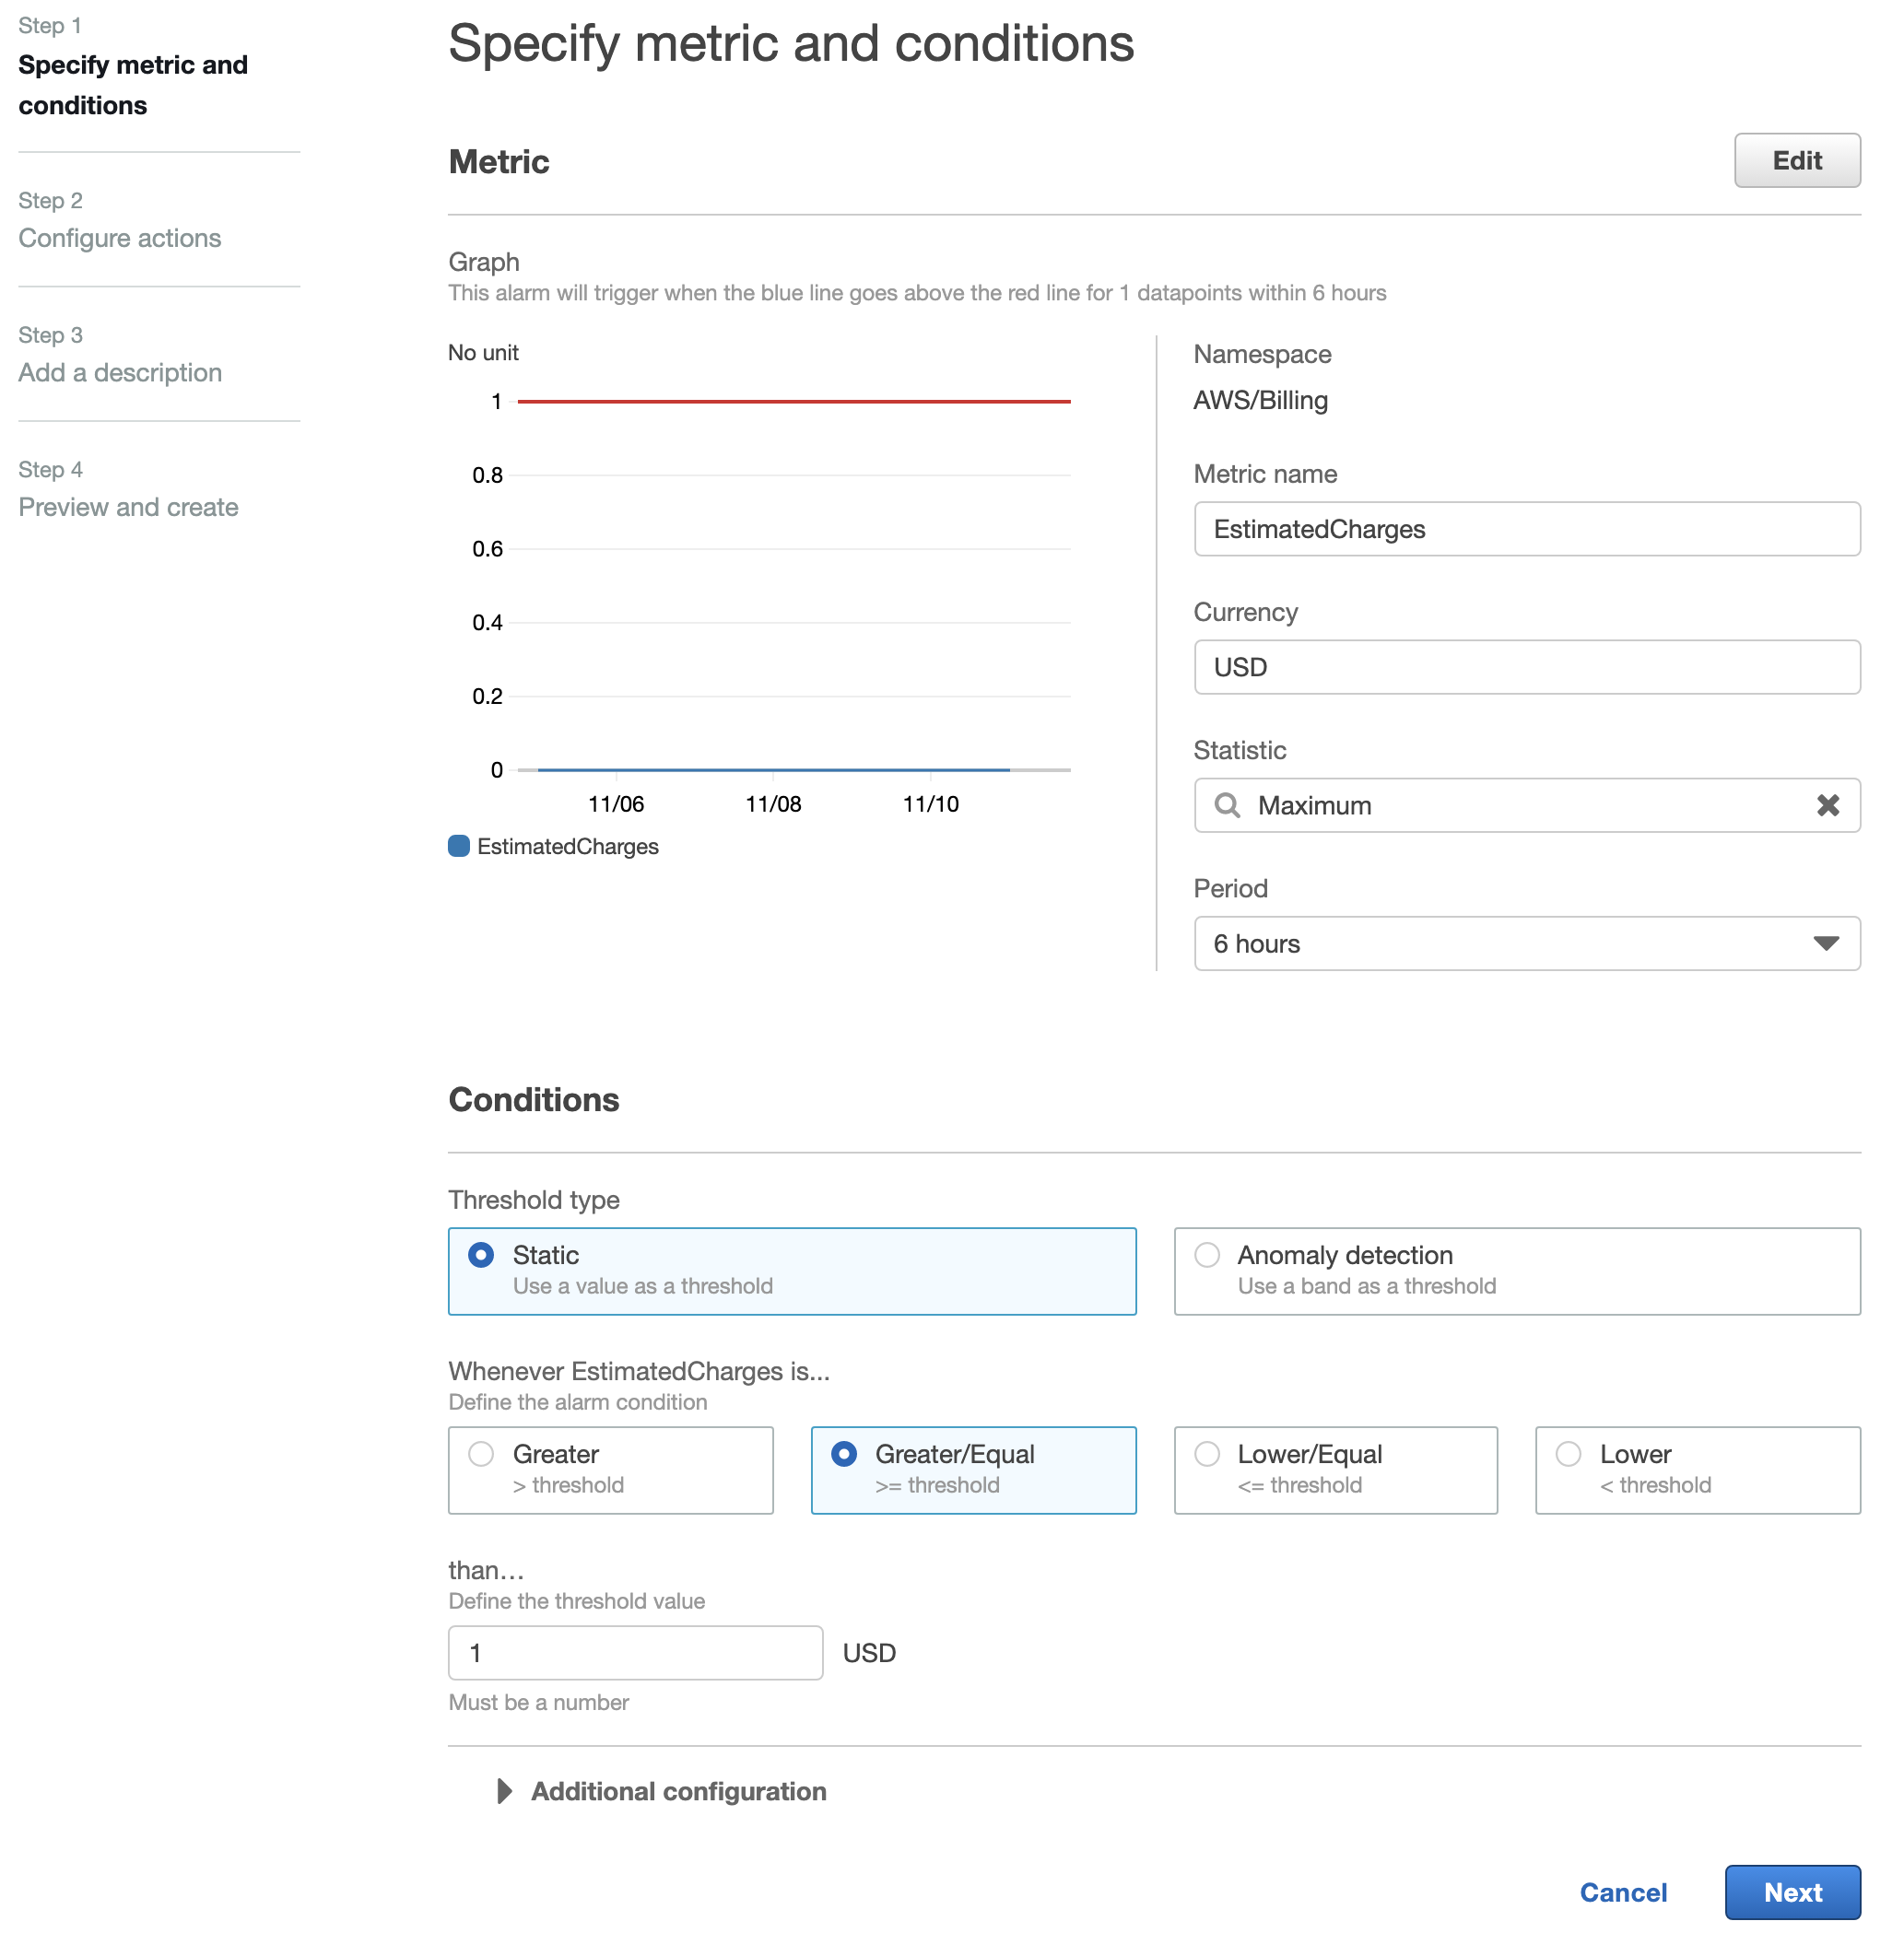 Step 1
Specify metric and
conditions
Step 2
Configure actions
Step 3
Add a description
Step 4
Preview and create
Specify metric and conditions
Metric
Edit
Graph
This alarm will trigger when the blue line goes above the red line for 1 datapoints within 6 hours
No unit
1
0.8
0.6
0.4
0.2
0
11/06 11/08 11/10
EstimatedCharges
Namespace
AWS/Billing
Metric name
EstimatedCharges
Currency
USD
Statistic
Maximum
Period
6 hours
Conditions
Threshold type
Static
Use a value as a threshold
Anomaly detection
Use a band as a threshold
Whenever EstimatedCharges is...
Define the alarm condition
Greater
> threshold
Greater/Equal
>= threshold
Lower/Equal
<= threshold
Lower
< threshold
than...
Define the threshold value
1 USD
Must be a number
Additional configuration
Cancel
Next